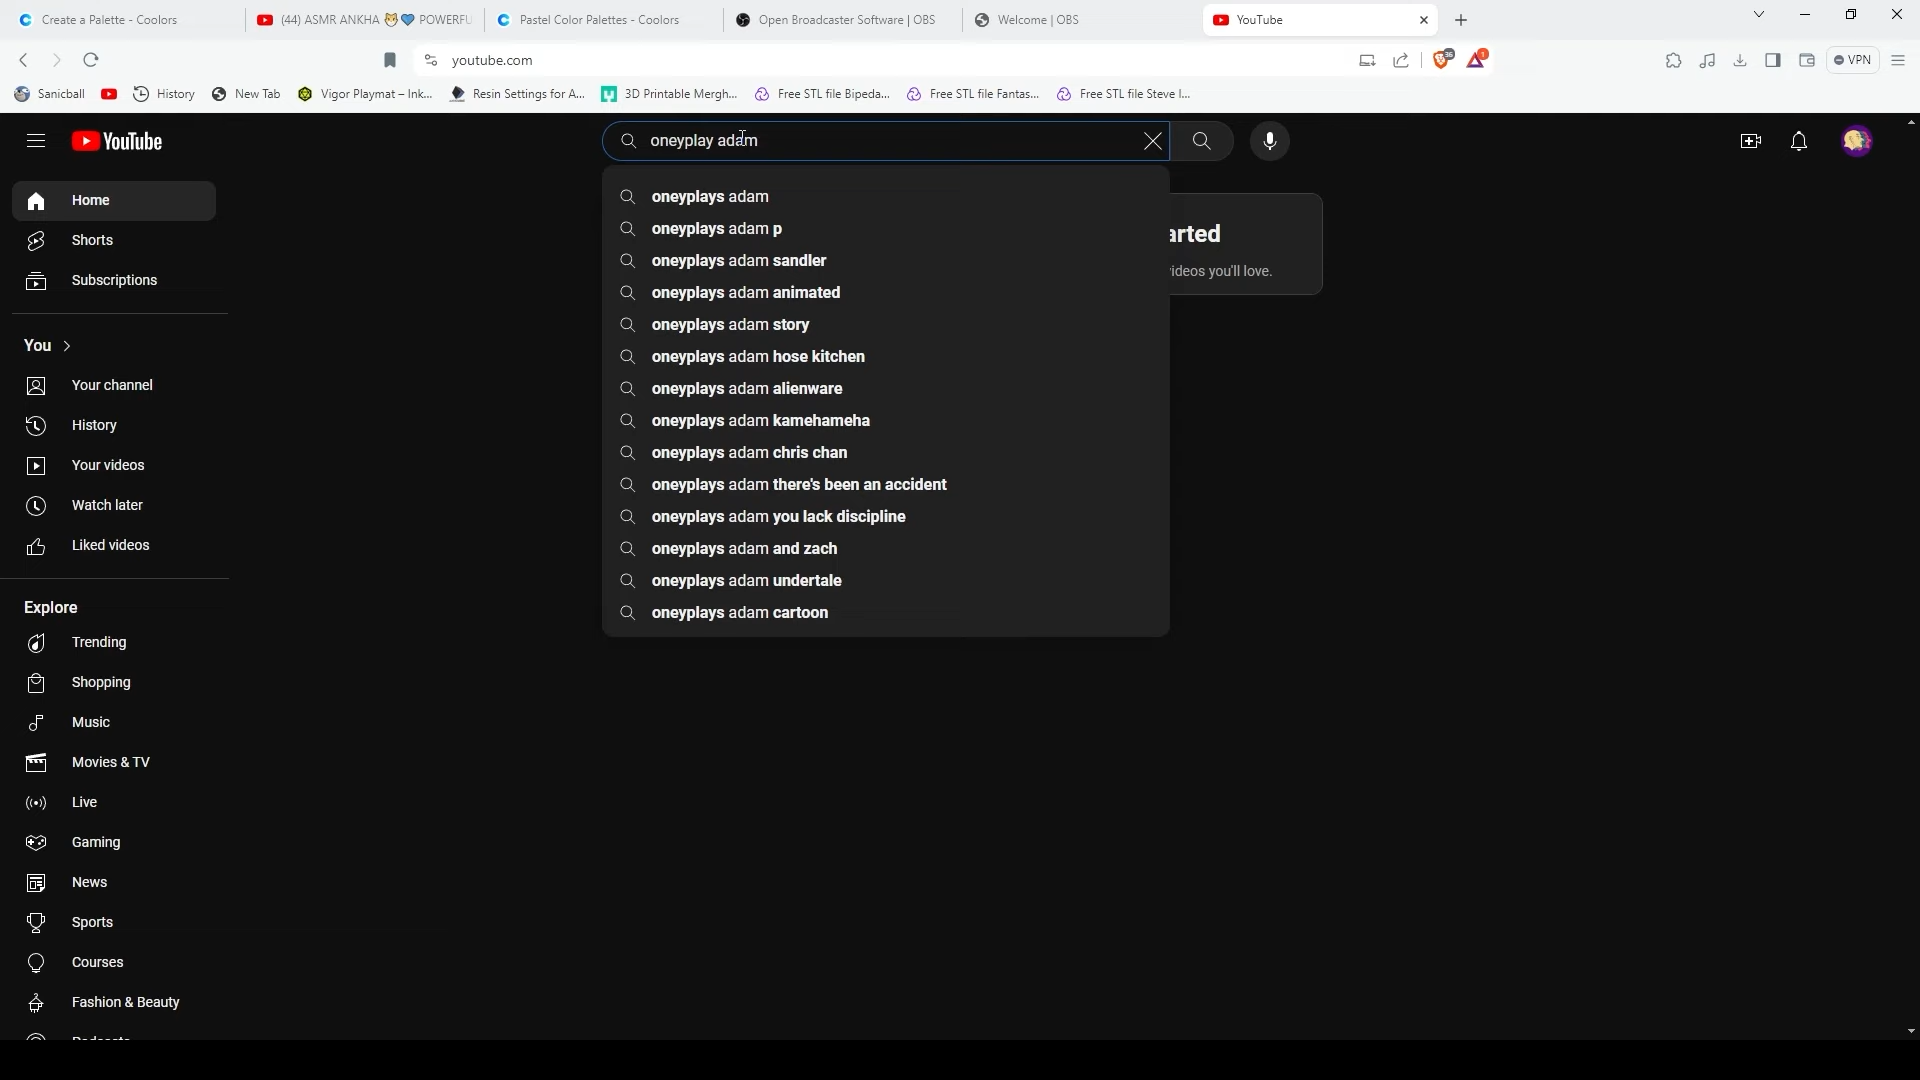 Create a Palette - Coolors
(44) ASMR ANKHA 🐱💙 POWERFU
Pastel Color Palettes - Coolors
Open Broadcaster Software | OBS
Welcome | OBS
YouTube
youtube.com
36
1
VPN
Sanicball
History
New Tab
Vigor Playmat – Ink...
Resin Settings for A...
3D Printable Mergh...
Free STL file Bipeda...
Free STL file Fantas...
Free STL file Steve I...
YouTube
oneyplay adam
Home
Shorts
Subscriptions
You
Your channel
History
Your videos
Watch later
Liked videos
Explore
Trending
Shopping
Music
Movies & TV
Live
Gaming
News
Sports
Courses
Fashion & Beauty
Podcasts
oneyplays adam
oneyplays adam p
oneyplays adam sandler
oneyplays adam animated
oneyplays adam story
oneyplays adam hose kitchen
oneyplays adam alienware
oneyplays adam kamehameha
oneyplays adam chris chan
oneyplays adam there's been an accident
oneyplays adam you lack discipline
oneyplays adam and zach
oneyplays adam undertale
oneyplays adam cartoon
arted
videos you'll love.